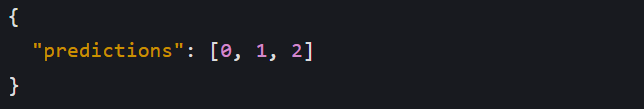 {
  "predictions": [0, 1, 2]
}